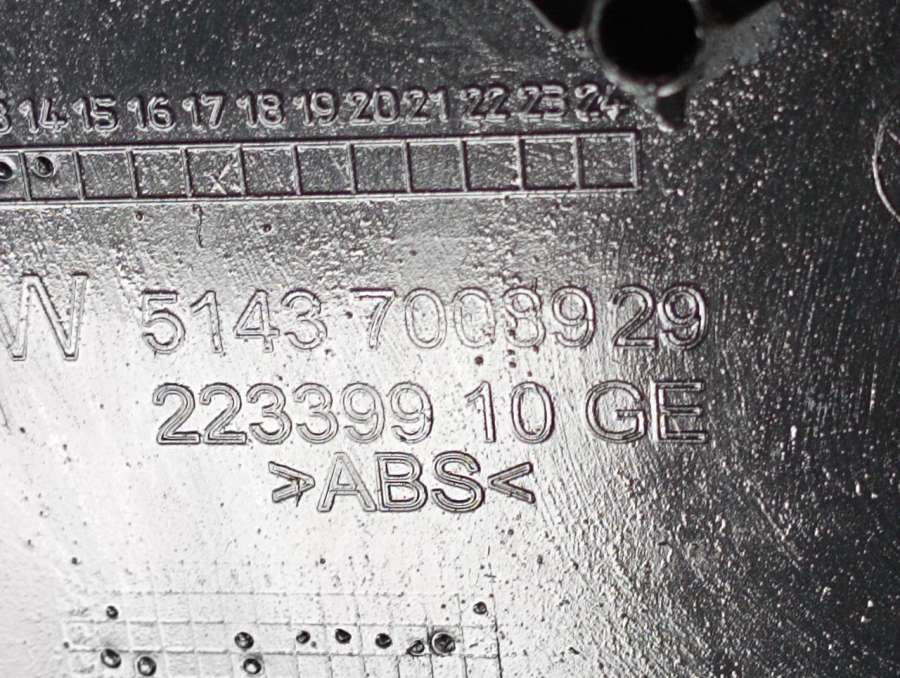 14 15 16 17 18 19 20 21 22 23 24
W 5143 7008929
223399 10 GE
>ABS<